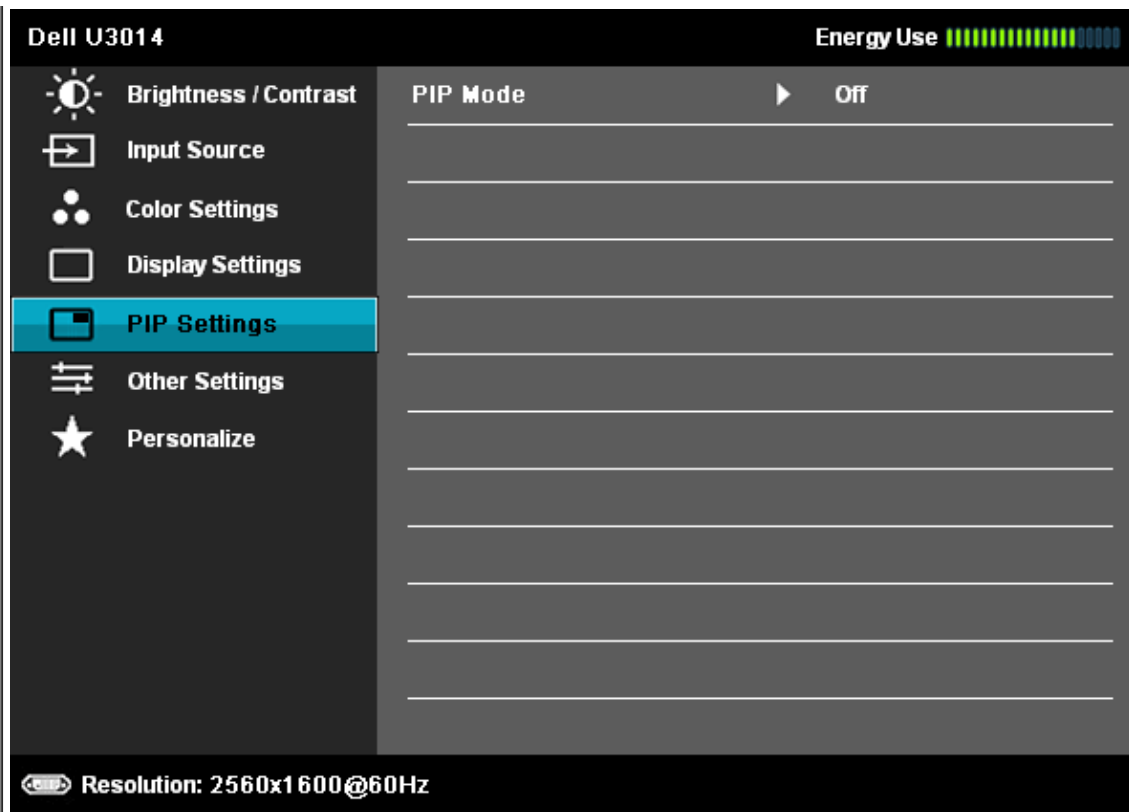 Dell U3014 Energy Use
Brightness / Contrast PIP Mode Off
Input Source
Color Settings
Display Settings
PIP Settings
Other Settings
Personalize
Resolution: 2560x1600@60Hz